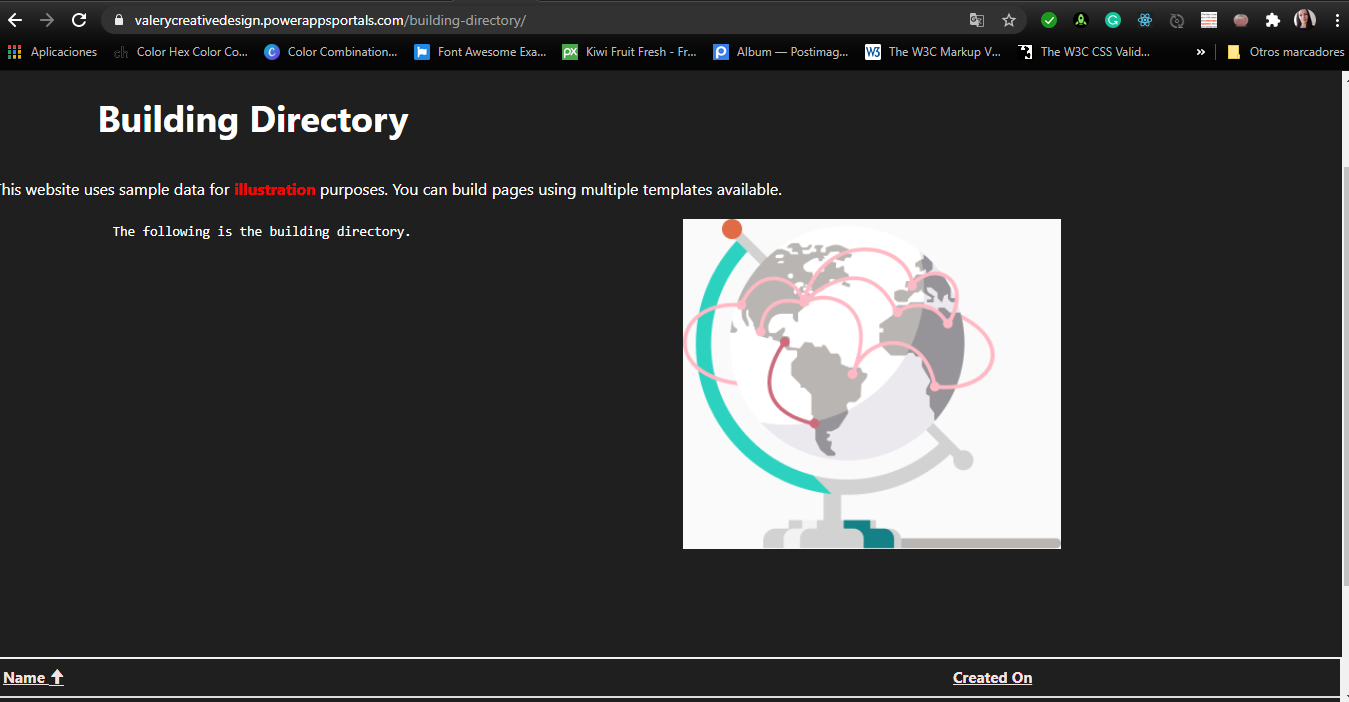 valerycreativedesign.powerappsportals.com/building-directory/
Aplicaciones
Color Hex Color Co...
Color Combination...
Font Awesome Exa...
Kiwi Fruit Fresh - Fr...
Album — Postimag...
W3 The W3C Markup V...
The W3C CSS Valid...
»
Otros marcadores
Building Directory
This website uses sample data for illustration purposes. You can build pages using multiple templates available.
The following is the building directory.
Name
Created On